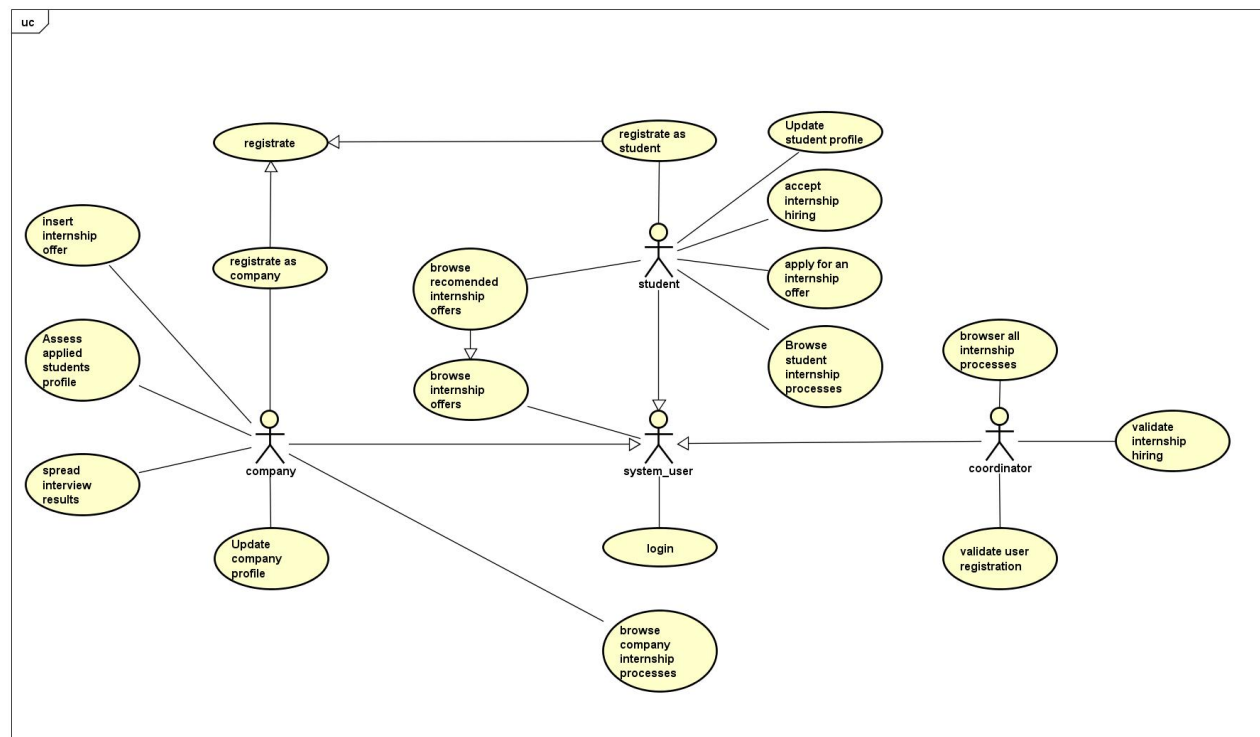 uc
registrate
registrate as
student
Update
student profile
accept
internship
hiring
insert
internship
offer
registrate as
company
browse
recomended
internship
offers
student
apply for an
internship
offer
Assess
applied
students
profile
browse
internship
offers
Browse
student
internship
processes
browser all
internship
processes
company
system_user
coordinator
validate
internship
hiring
spread
interview
results
Update
company
profile
login
validate user
registration
browse
company
internship
processes